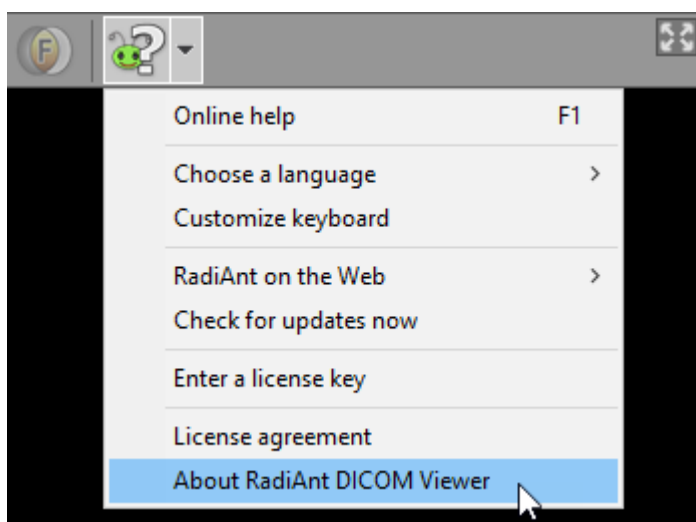 F
?
Online help F1
Choose a language
Customize keyboard
RadiAnt on the Web
Check for updates now
Enter a license key
License agreement
About RadiAnt DICOM Viewer